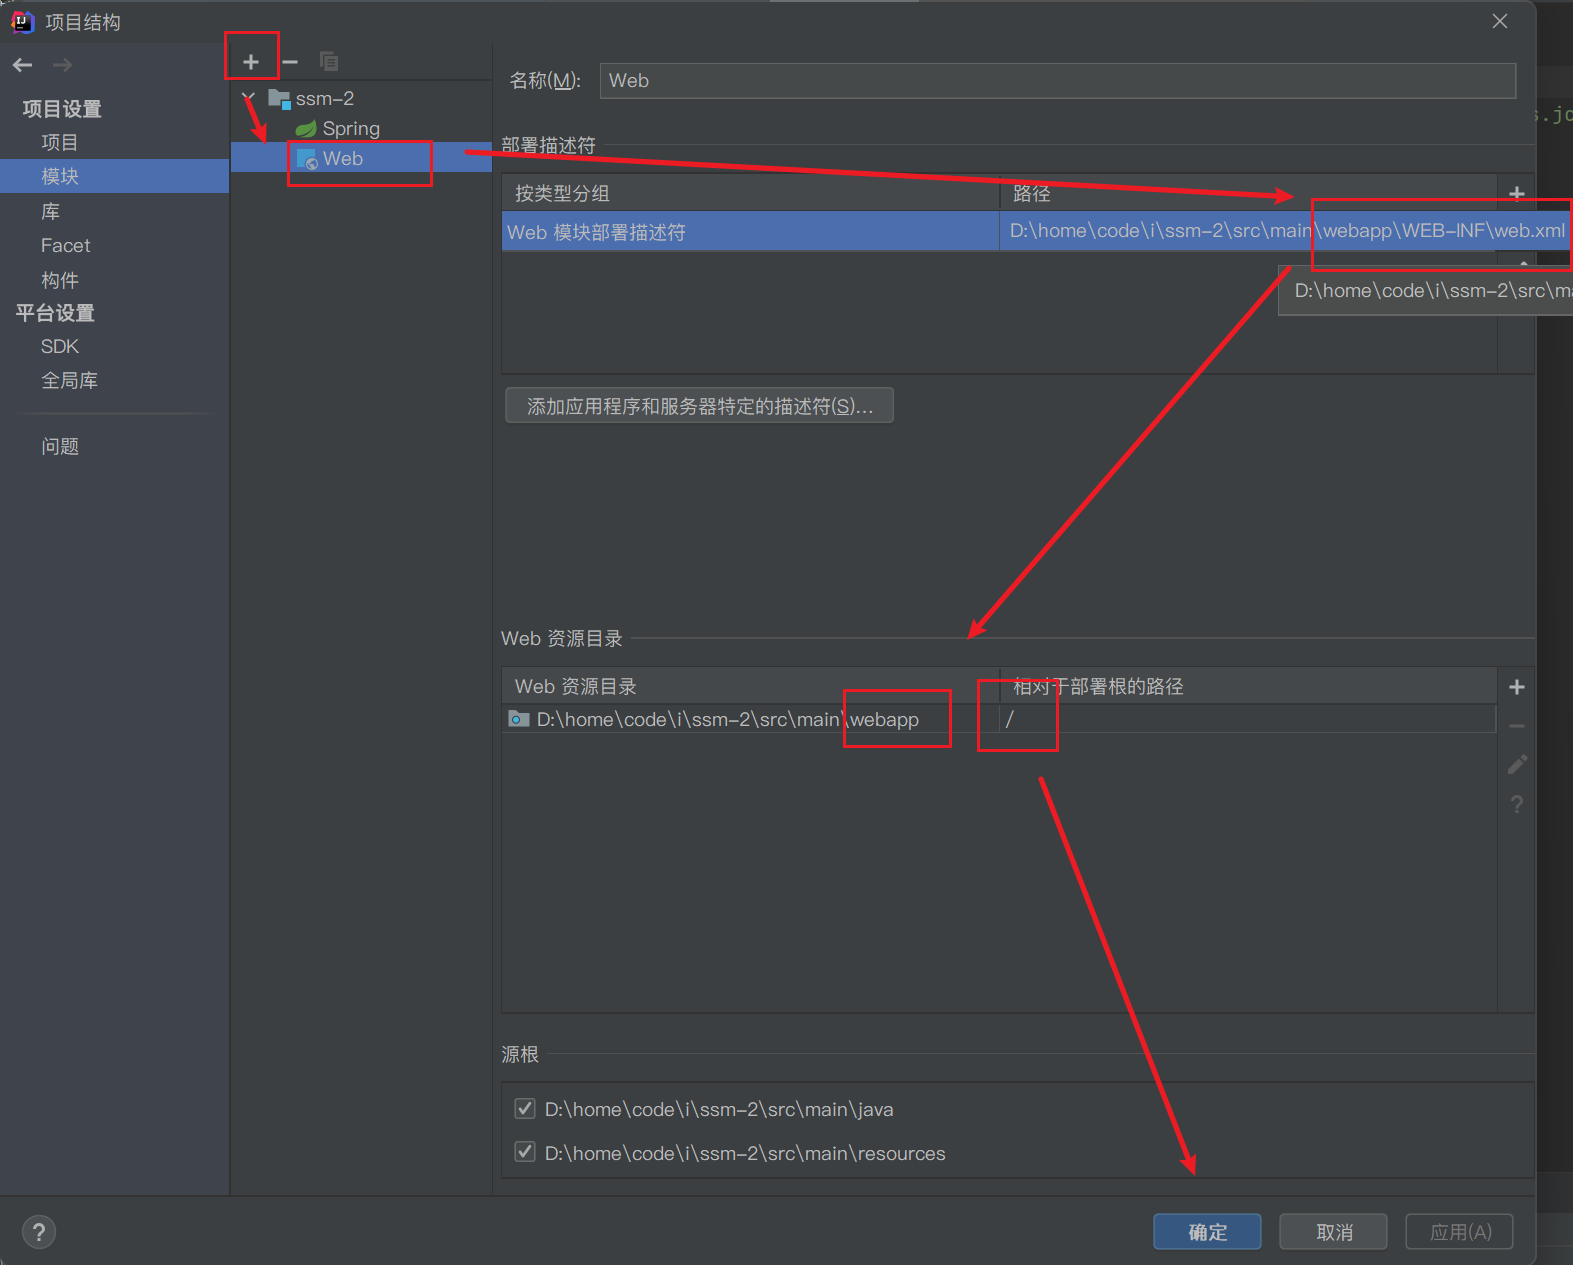 项目结构
项目设置
项目
模块
库
Facet
构件
平台设置
SDK
全局库
问题
ssm-2
Spring
Web
名称(M):
Web
部署描述符
按类型分组
路径
Web 模块部署描述符
D:\home\code\i\ssm-2\src\main\webapp\WEB-INF\web.xml
D:\home\code\i\ssm-2\src\ma
添加应用程序和服务器特定的描述符(S)...
Web 资源目录
Web 资源目录
相对于部署根的路径
D:\home\code\i\ssm-2\src\main\webapp
/
源根
D:\home\code\i\ssm-2\src\main\java
D:\home\code\i\ssm-2\src\main\resources
?
确定
取消
应用(A)
s.jd